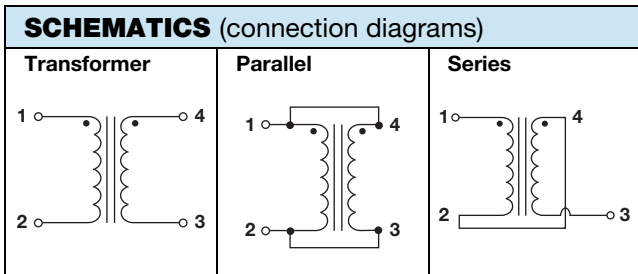 SCHEMATICS (connection diagrams)
Transformer
1 4
2 3
Parallel
1 4
2 3
Series
1 4
2 3